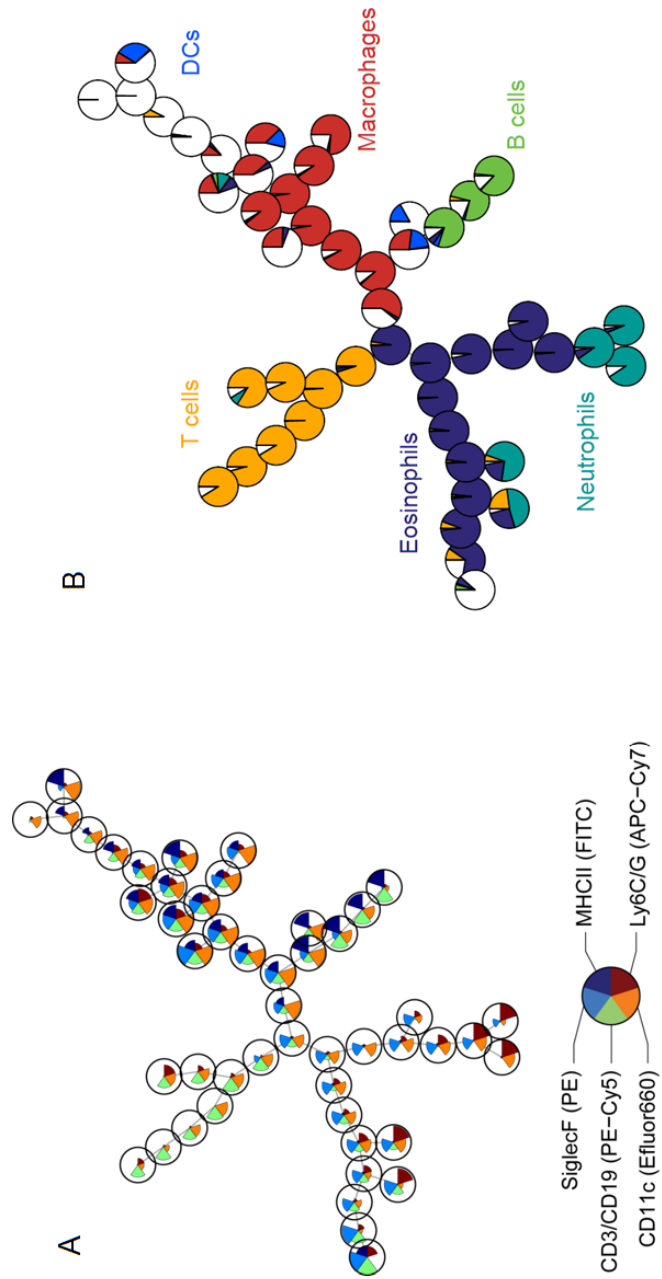 A
SiglecF (PE)
CD3/CD19 (PE−Cy5)
CD11c (Efluor660)
MHCII (FITC)
Ly6C/G (APC−Cy7)
B
T cells
DCs
Macrophages
B cells
Eosinophils
Neutrophils